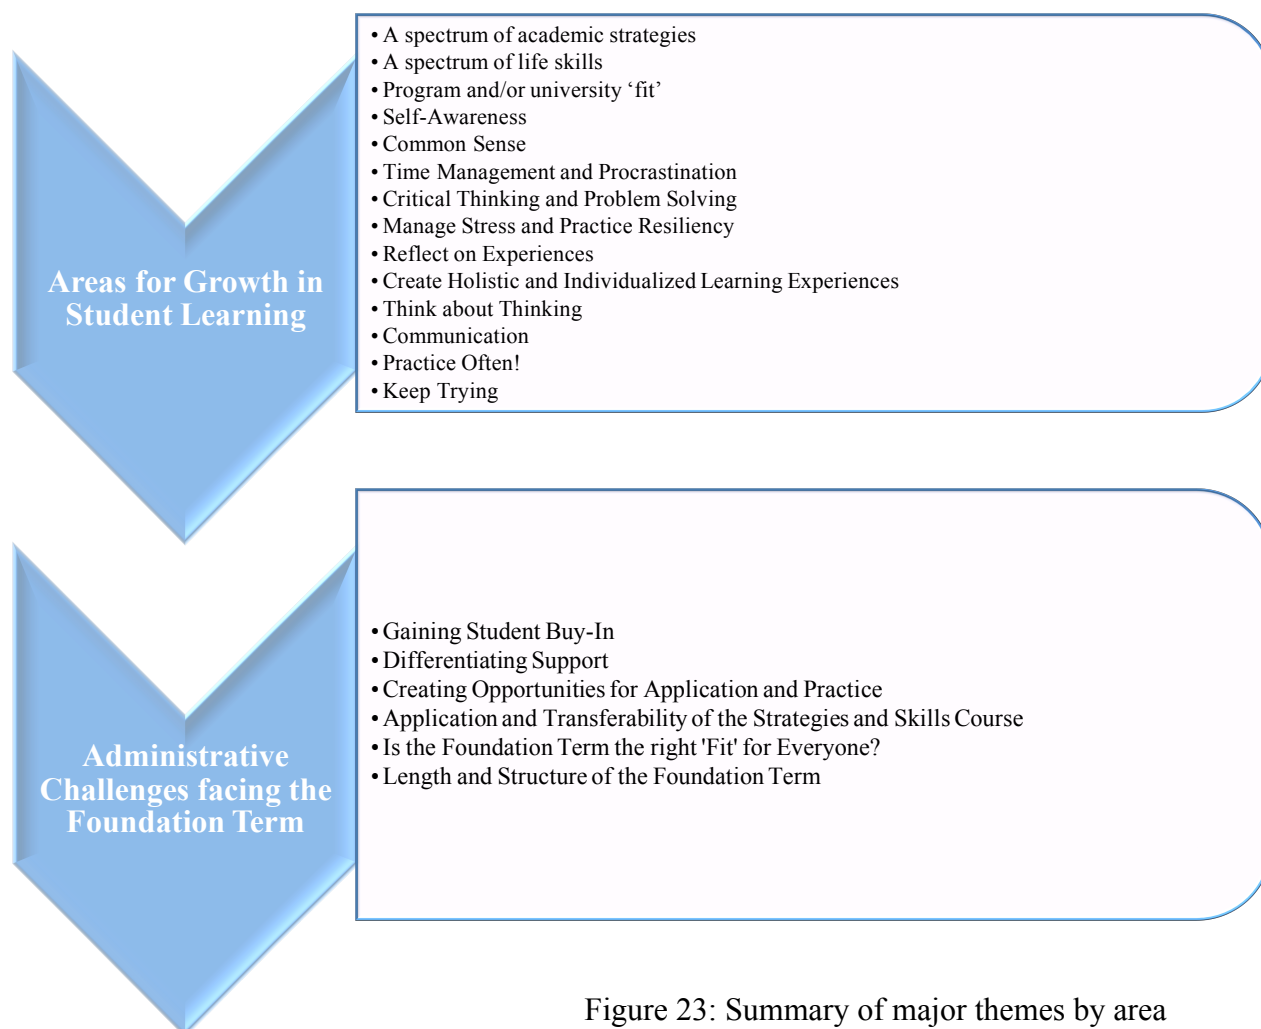 Areas for Growth in
Student Learning
• A spectrum of academic strategies
• A spectrum of life skills
• Program and/or university ‘fit’
• Self-Awareness
• Common Sense
• Time Management and Procrastination
• Critical Thinking and Problem Solving
• Manage Stress and Practice Resiliency
• Reflect on Experiences
• Create Holistic and Individualized Learning Experiences
• Think about Thinking
• Communication
• Practice Often!
• Keep Trying
Administrative
Challenges facing the
Foundation Term
• Gaining Student Buy-In
• Differentiating Support
• Creating Opportunities for Application and Practice
• Application and Transferability of the Strategies and Skills Course
• Is the Foundation Term the right 'Fit' for Everyone?
• Length and Structure of the Foundation Term
Figure 23: Summary of major themes by area